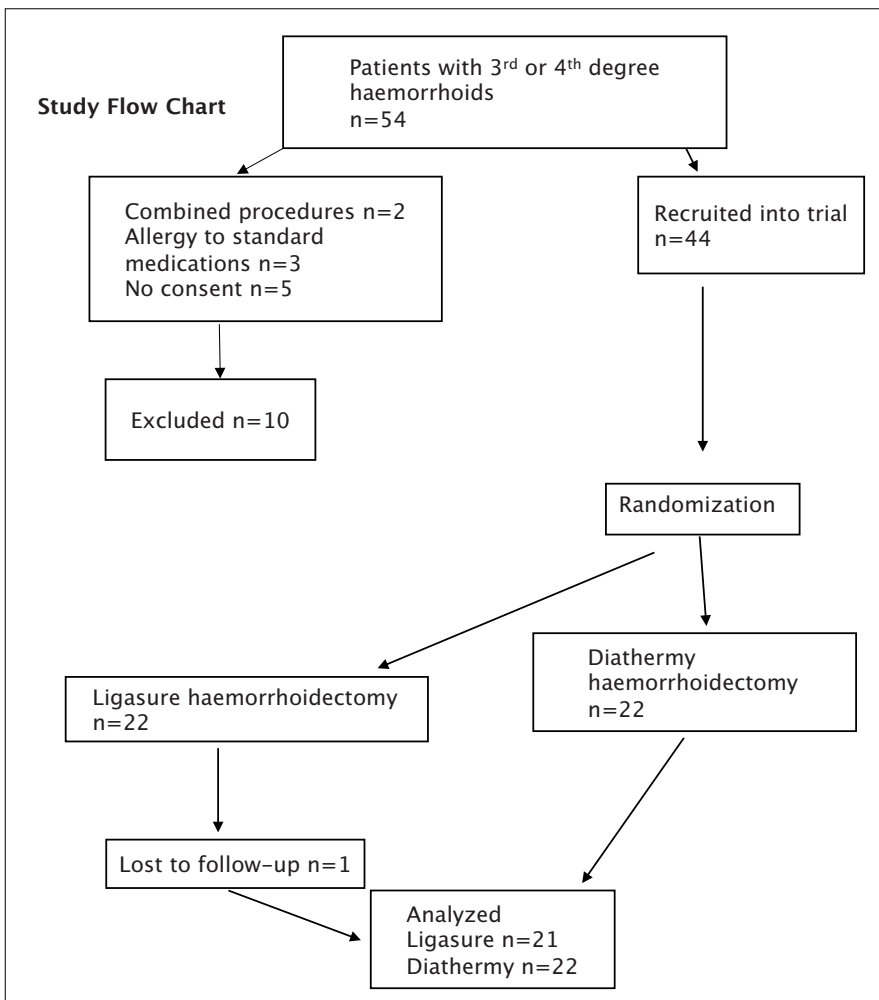 Study Flow Chart
Patients with 3rd or 4th degree
haemorrhoids
n=54
Combined procedures n=2
Allergy to standard
medications n=3
No consent n=5
Recruited into trial
n=44
Excluded n=10
Randomization
Ligasure haemorrhoidectomy
n=22
Diathermy
haemorrhoidectomy
n=22
Lost to follow-up n=1
Analyzed
Ligasure n=21
Diathermy n=22